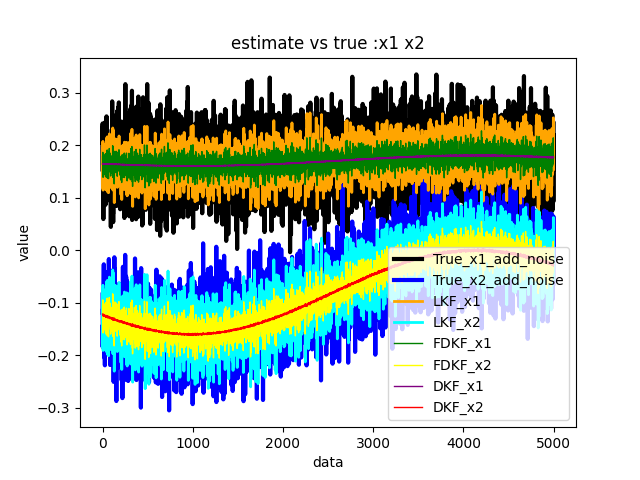 estimate vs true :x1 x2
value
0.3
0.2
0.1
0.0
−0.1
−0.2
−0.3
True_x1_add_noise
True_x2_add_noise
LKF_x1
LKF_x2
FDKF_x1
FDKF_x2
DKF_x1
DKF_x2
0 1000 2000 3000 4000 5000
data